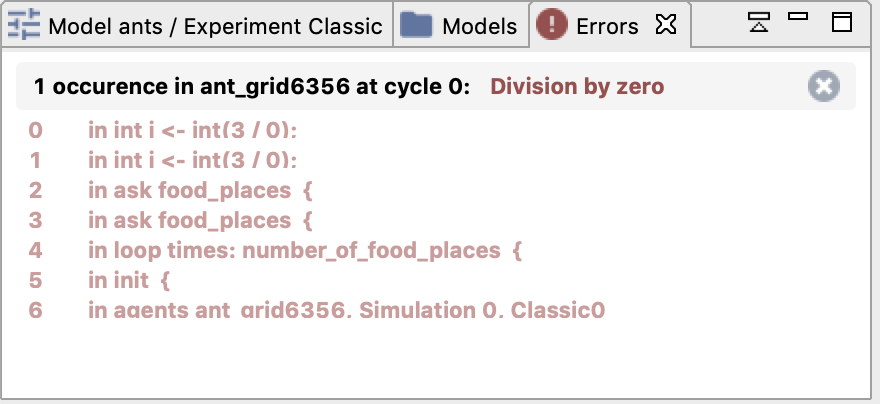 Model ants / Experiment Classic Models Errors
1 occurence in ant_grid6356 at cycle 0: Division by zero
0 in int i <- int(3 / 0);
1 in int i <- int(3 / 0);
2 in ask food_places {
3 in ask food_places {
4 in loop times: number_of_food_places {
5 in init {
6 in agents ant_grid6356, Simulation 0, Classic0